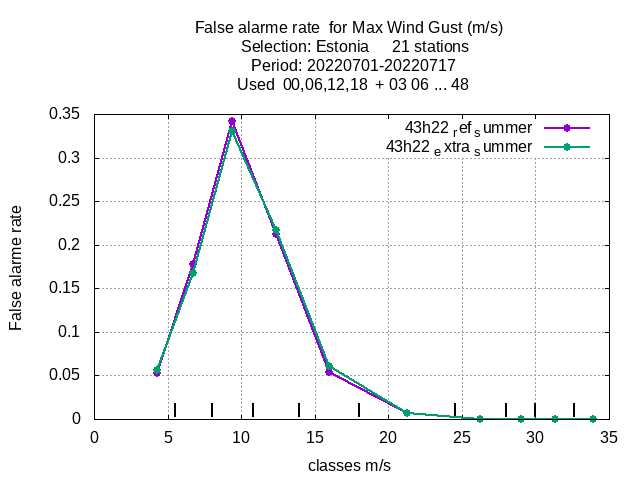 False alarme rate  for Max Wind Gust (m/s)
Selection: Estonia     21 stations
Period: 20220701-20220717
Used  00,06,12,18  + 03 06 ... 48
43h22 ref summer
43h22 extra summer
0.35
0.3
0.25
0.2
0.15
0.1
0.05
0
False alarme rate
0 5 10 15 20 25 30 35
classes m/s